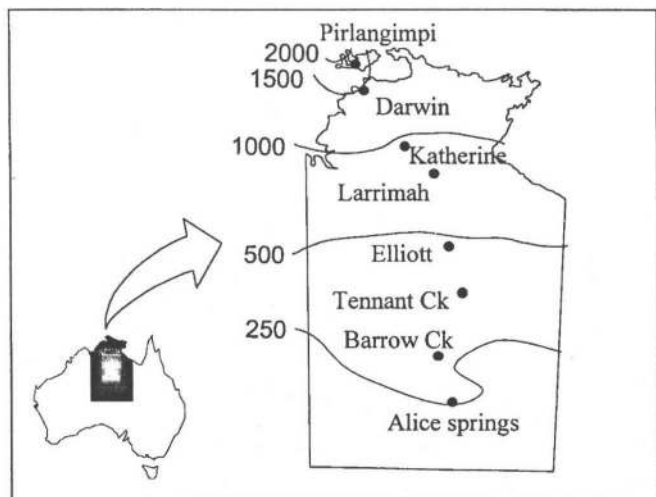 Pirlangimpi
2000
1500
Darwin
1000
Katherine
Larrimah
500
Elliott
Tennant Ck
250
Barrow Ck
Alice springs